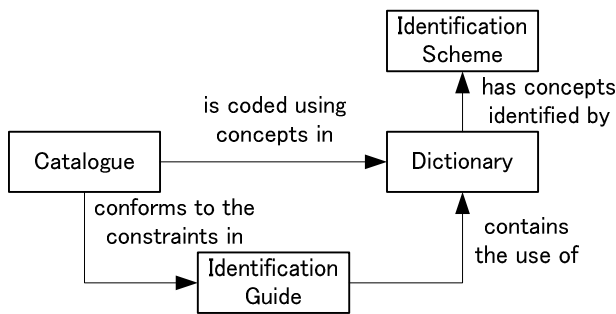 Identification
Scheme
has concepts
identified by
is coded using
concepts in
Catalogue
Dictionary
conforms to the
constraints in
contains
the use of
Identification
Guide